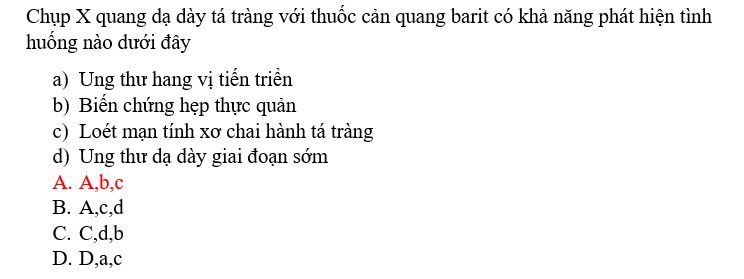 Chụp X quang dạ dày tá tràng với thuốc cản quang barit có khả năng phát hiện tình
huống nào dưới đây
a) Ung thư hang vị tiến triển
b) Biến chứng hẹp thực quản
c) Loét mạn tính xơ chai hành tá tràng
d) Ung thư dạ dày giai đoạn sớm
A. A,b,c
B. A,c,d
C. C,d,b
D. D,a,c